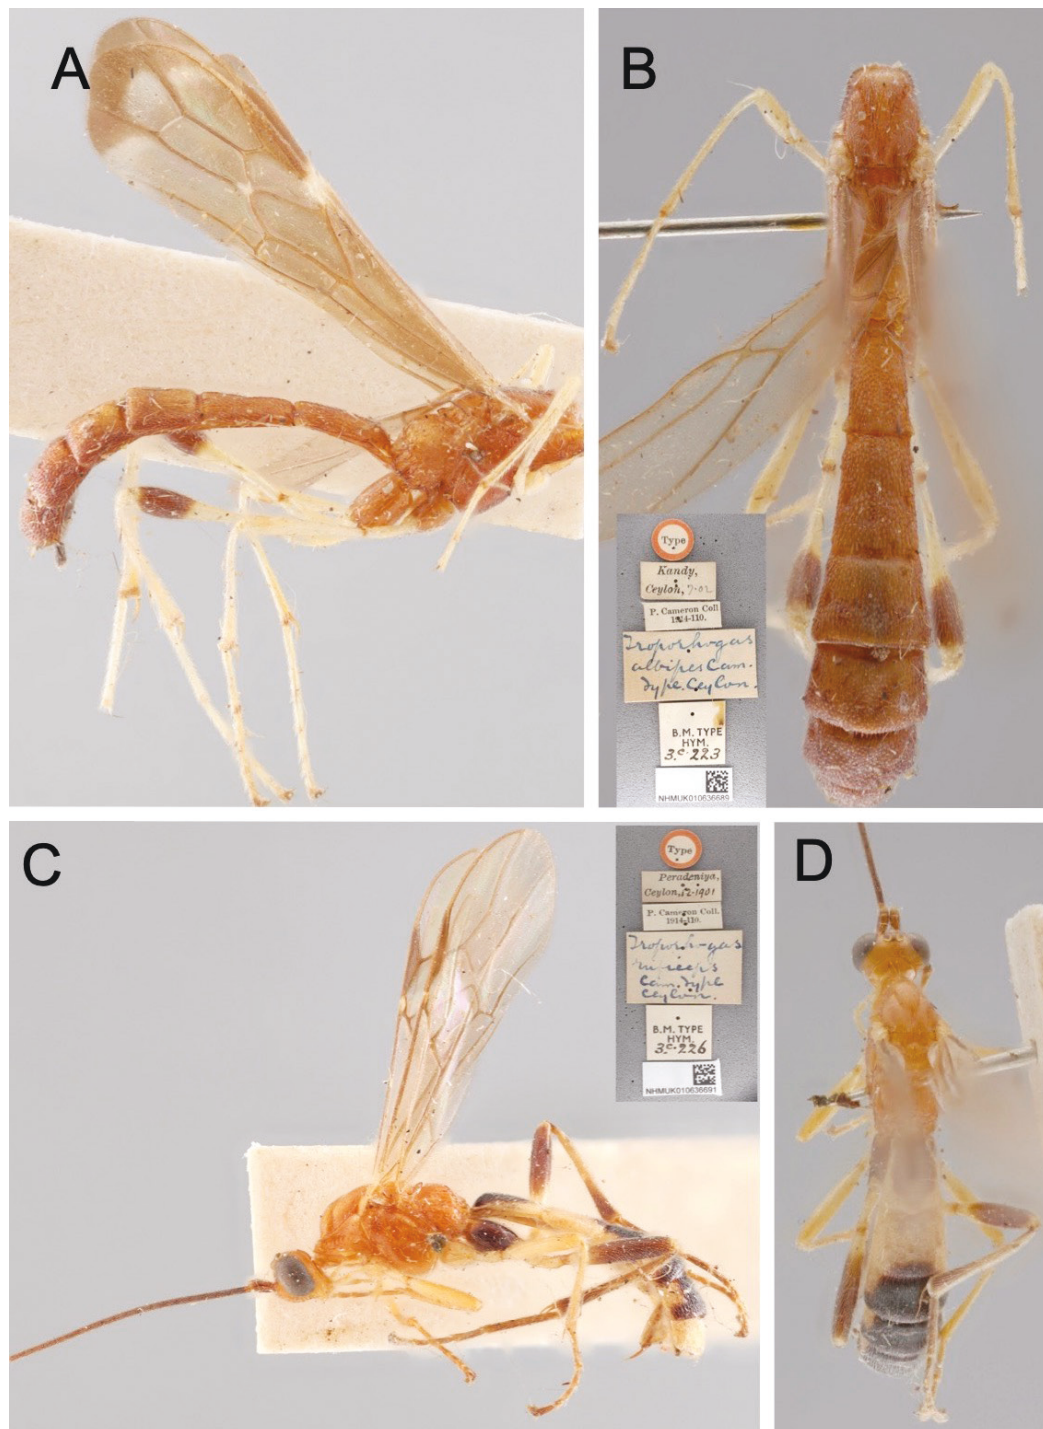 A
B
Type
Kandy,
Ceylon, 7-02
P. Cameron Coll
1914-110.
Troporhogas
albipes Cam.
Type. Ceylon.
B.M. TYPE
HYM.
3.c.223
NHMUK010636689
C
Type
Peradeniya,
Ceylon, 12-1901
P. Cameron Coll.
1914-110.
Troporhogas
ruficeps
Cam. Type
Ceylon.
B.M. TYPE
HYM.
3.c.226
NHMUK010636691
D